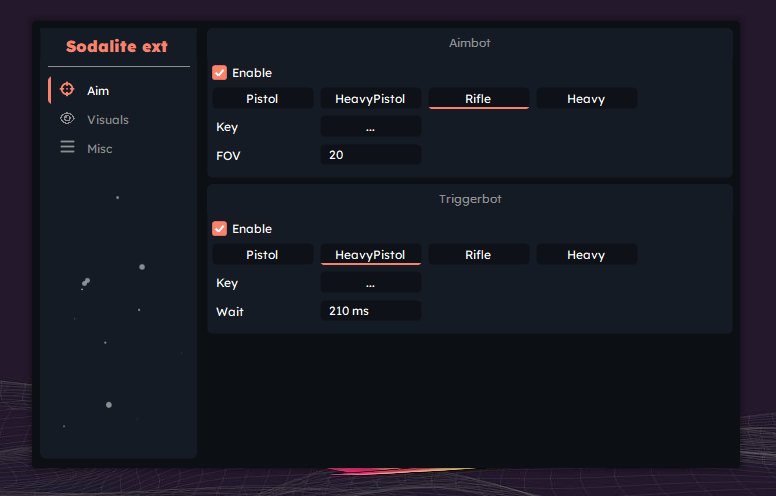 Sodalite ext
Aim
Visuals
Misc
Aimbot
Enable
Pistol HeavyPistol Rifle Heavy
Key ...
FOV 20
Triggerbot
Enable
Pistol HeavyPistol Rifle Heavy
Key ...
Wait 210 ms